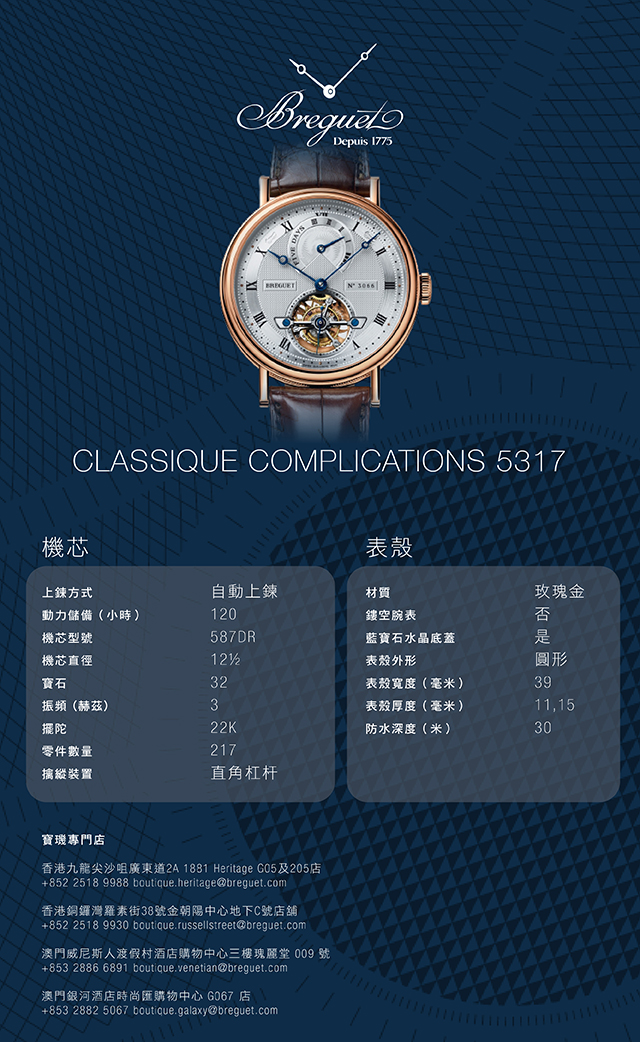 Breguet
Depuis 1775
FIVE DAYS
BREGUET
Nº 3086
CLASSIQUE COMPLICATIONS 5317
機芯
上鍊方式 自動上鍊
動力儲備（小時） 120
機芯型號 587DR
機芯直徑 12½
寶石 32
振頻 (赫茲) 3
擺陀 22K
零件數量 217
擒縱裝置 直角杠杆
表殼
材質 玫瑰金
鏤空腕表 否
藍寶石水晶底蓋 是
表殼外形 圓形
表殼寬度（毫米） 39
表殼厚度（毫米） 11,15
防水深度（米） 30
寶璣專門店
香港九龍尖沙咀廣東道2A 1881 Heritage G05及205店
+852 2518 9988 boutique.heritage@breguet.com
香港銅鑼灣羅素街38號金朝陽中心地下C號店舖
+852 2518 9930 boutique.russellstreet@breguet.com
澳門威尼斯人渡假村酒店購物中心三樓瑰麗堂 009 號
+853 2886 6891 boutique.venetian@breguet.com
澳門銀河酒店時尚匯購物中心 G067 店
+853 2882 5067 boutique.galaxy@breguet.com